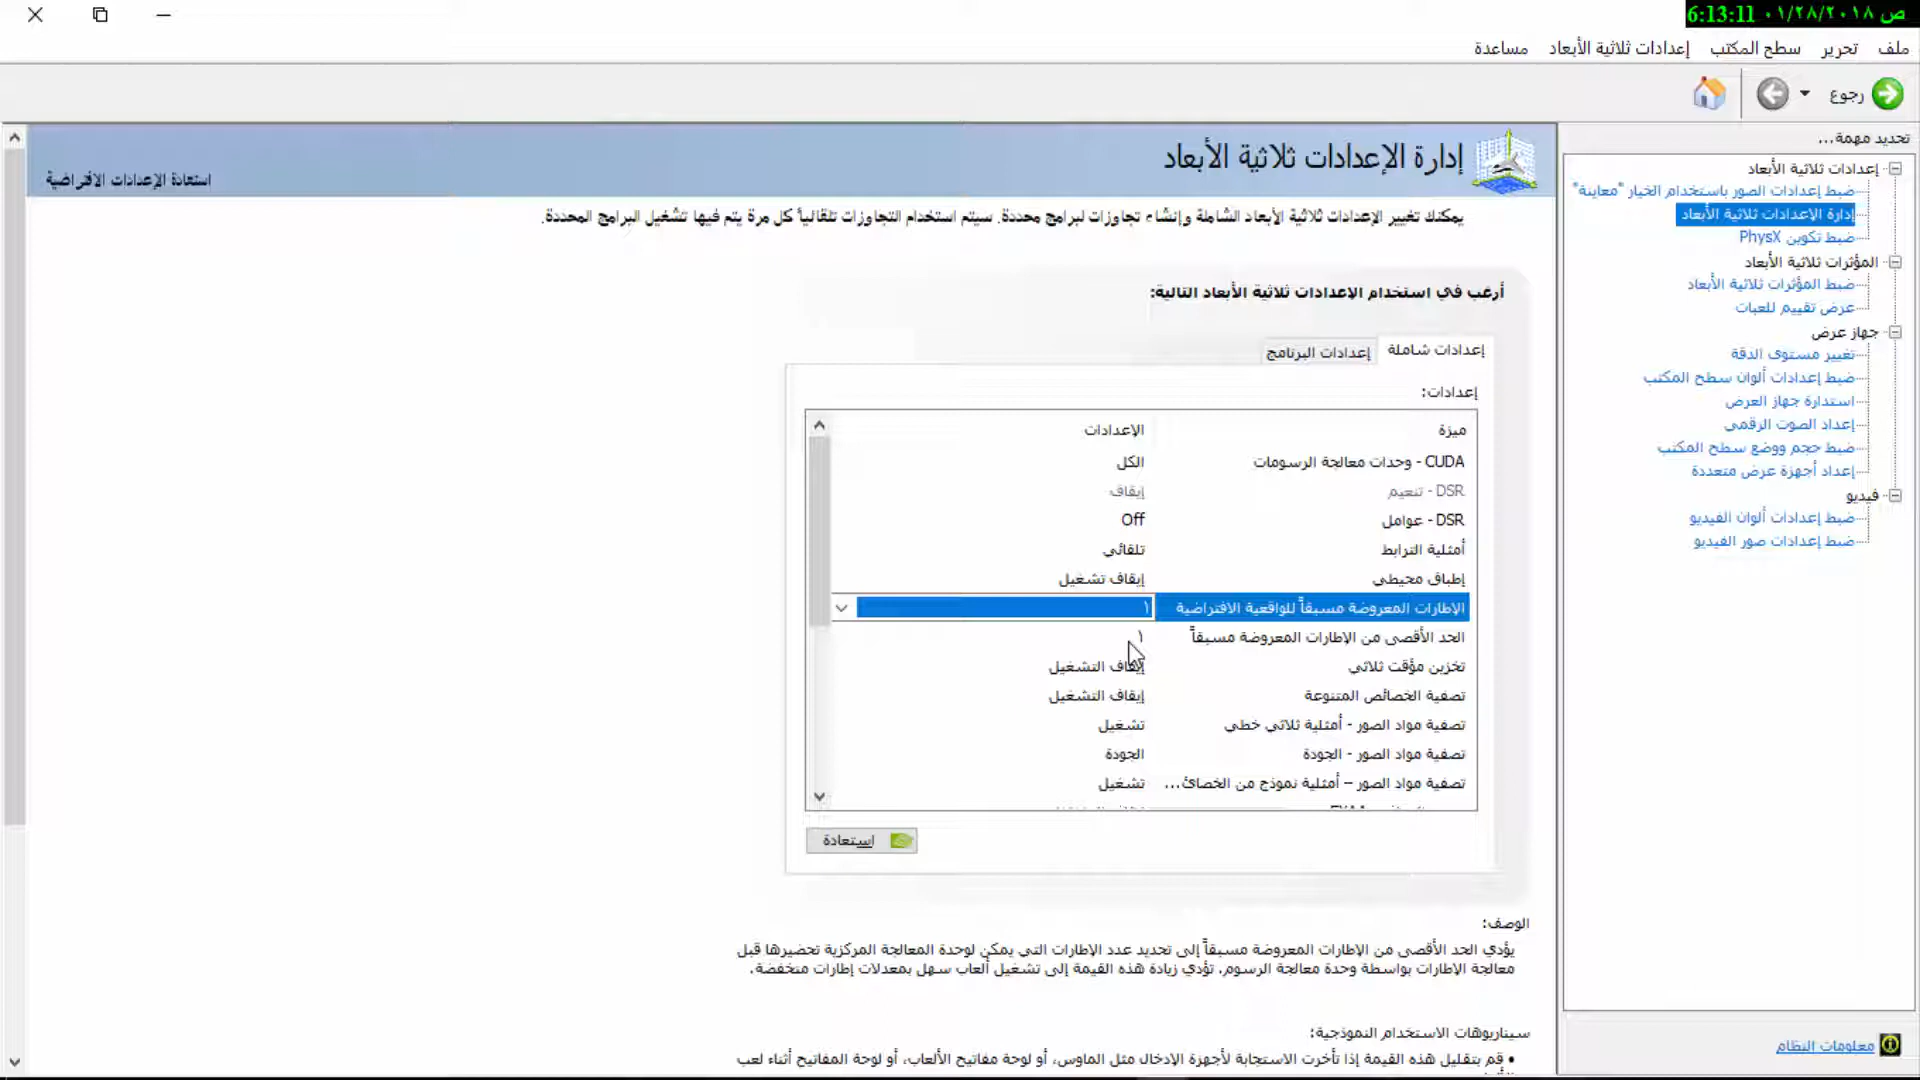 6:13:11 ص ٠١/٢٨/٢٠١٨
ملف تحرير سطح المكتب إعدادات ثلاثية الأبعاد مساعدة
رجوع
تحديد مهمة...
إعدادات ثلاثية الأبعاد
ضبط إعدادات الصور باستخدام الخيار "معاينة"
إدارة الإعدادات ثلاثية الأبعاد
ضبط تكوين PhysX
المؤثرات ثلاثية الأبعاد
ضبط المؤثرات ثلاثية الأبعاد
عرض تقييم للعبات
جهاز عرض
تغيير مستوى الدقة
ضبط إعدادات ألوان سطح المكتب
استدارة جهاز العرض
إعداد الصوت الرقمي
ضبط حجم ووضع سطح المكتب
إعداد أجهزة عرض متعددة
فيديو
ضبط إعدادات ألوان الفيديو
ضبط إعدادات صور الفيديو
معلومات النظام
إدارة الإعدادات ثلاثية الأبعاد
استعادة الإعدادات الافتراضية
يمكنك تغيير الإعدادات ثلاثية الأبعاد الشاملة وإنشاء تجاوزات لبرامج محددة. سيتم استخدام التجاوزات تلقائياً كل مرة يتم فيها تشغيل البرامج المحددة.
أرغب في استخدام الإعدادات ثلاثية الأبعاد التالية:
إعدادات شاملة إعدادات البرنامج
إعدادات:
ميزة الإعدادات
CUDA - وحدات معالجة الرسومات الكل
DSR - تنعيم إيقاف
DSR - عوامل Off
أمثلية الترابط تلقائي
إطباق محيطي إيقاف تشغيل
الإطارات المعروضة مسبقاً للواقعية الافتراضية ١
الحد الأقصى من الإطارات المعروضة مسبقاً ١
تخزين مؤقت ثلاثي إيقاف التشغيل
تصفية الخصائص المتنوعة إيقاف التشغيل
تصفية مواد الصور - أمثلية ثلاثي خطي تشغيل
تصفية مواد الصور - الجودة الجودة
تصفية مواد الصور – أمثلية نموذج من الخصائ... تشغيل
استعادة
الوصف:
يؤدي الحد الأقصى من الإطارات المعروضة مسبقاً إلى تحديد عدد الإطارات التي يمكن لوحدة المعالجة المركزية تحضيرها قبل
معالجة الإطارات بواسطة وحدة معالجة الرسوم. تؤدي زيادة هذه القيمة إلى تشغيل ألعاب سهل بمعدلات إطارات منخفضة.
سيناريوهات الاستخدام النموذجية:
• قم بتقليل هذه القيمة إذا تأخرت الاستجابة لأجهزة الإدخال مثل الماوس، أو لوحة مفاتيح الألعاب، أو لوحة المفاتيح أثناء لعب